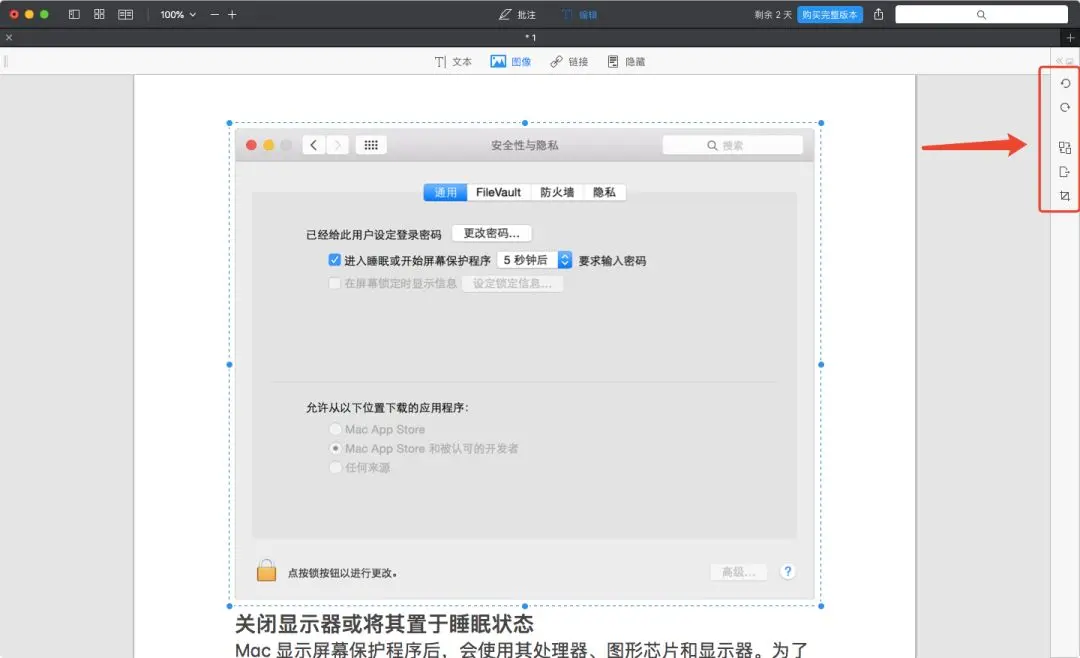 100% 批注 编辑 剩余 2 天 购买完整版本
* 1
文本 图像 链接 隐藏
安全性与隐私 搜索
通用 FileVault 防火墙 隐私
已经给此用户设定登录密码 更改密码...
进入睡眠或开始屏幕保护程序 5 秒钟后 要求输入密码
在屏幕锁定时显示信息 设定锁定信息...
允许从以下位置下载的应用程序:
Mac App Store
Mac App Store 和被认可的开发者
任何来源
点按锁按钮以进行更改。 高级... ?
关闭显示器或将其置于睡眠状态
Mac 显示屏幕保护程序后，会使用其处理器、图形芯片和显示器。为了